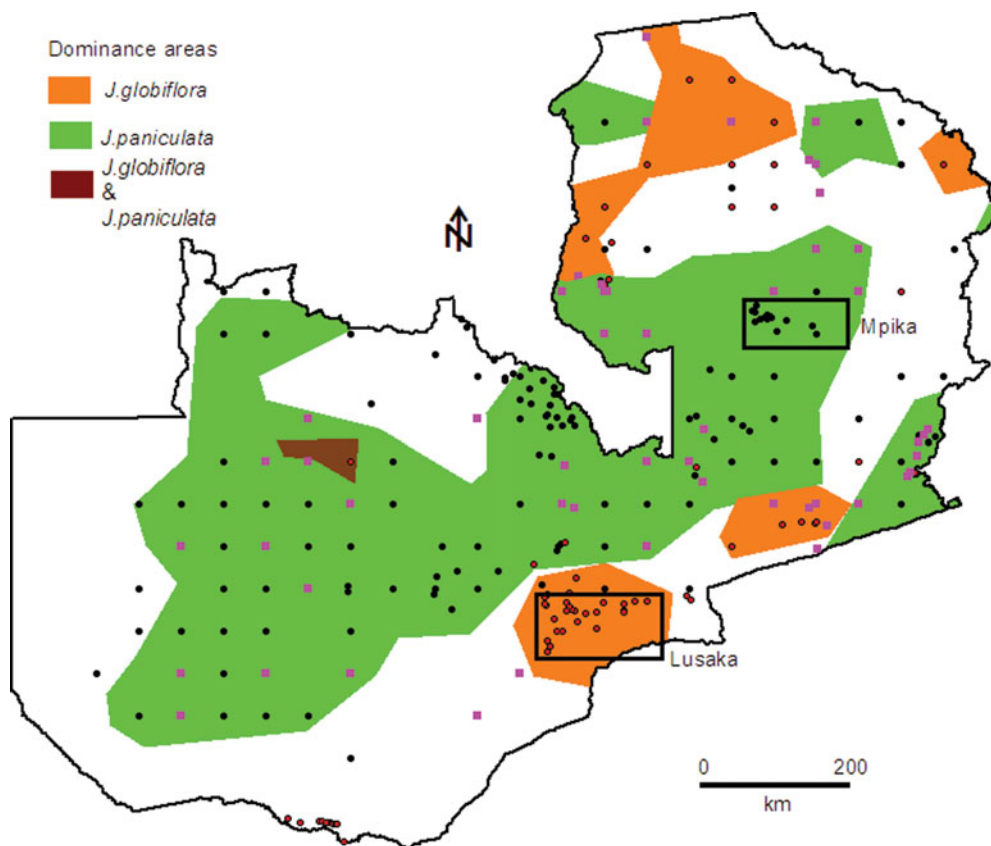 Dominance areas
J.globiflora
J.paniculata
J.globiflora
&
J.paniculata
N
Mpika
Lusaka
0 200
km